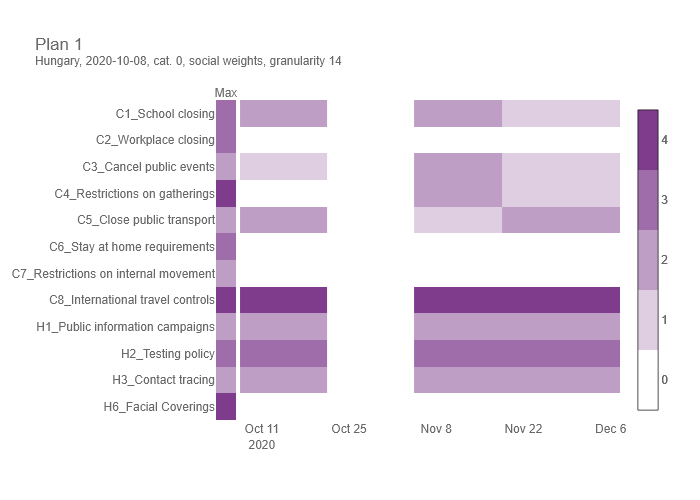 Plan 1
Hungary, 2020-10-08, cat. 0, social weights, granularity 14
Max
C1_School closing
C2_Workplace closing
C3_Cancel public events
C4_Restrictions on gatherings
C5_Close public transport
C6_Stay at home requirements
C7_Restrictions on internal movement
C8_International travel controls
H1_Public information campaigns
H2_Testing policy
H3_Contact tracing
H6_Facial Coverings
Oct 11 Oct 25 Nov 8 Nov 22 Dec 6
2020
4
3
2
1
0